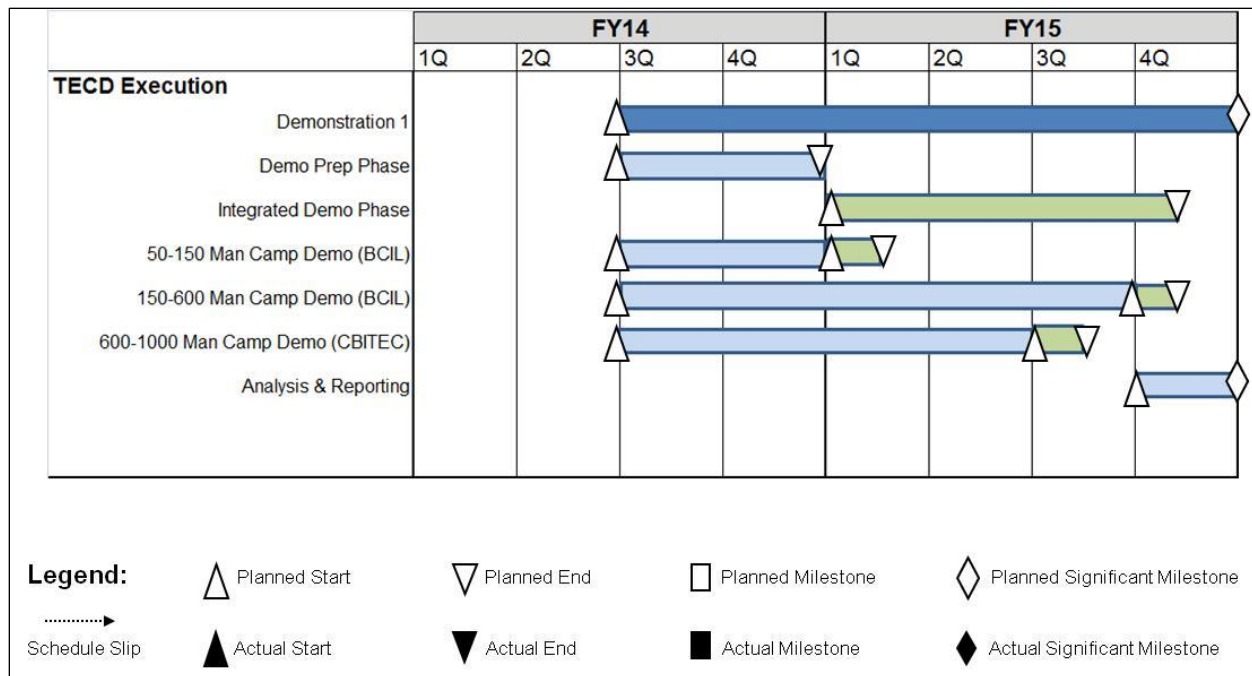 FY14 FY15
1Q 2Q 3Q 4Q 1Q 2Q 3Q 4Q
TECD Execution
Demonstration 1
Demo Prep Phase
Integrated Demo Phase
50-150 Man Camp Demo (BCIL)
150-600 Man Camp Demo (BCIL)
600-1000 Man Camp Demo (CBITEC)
Analysis & Reporting
Legend: Planned Start Planned End Planned Milestone Planned Significant Milestone
Schedule Slip Actual Start Actual End Actual Milestone Actual Significant Milestone